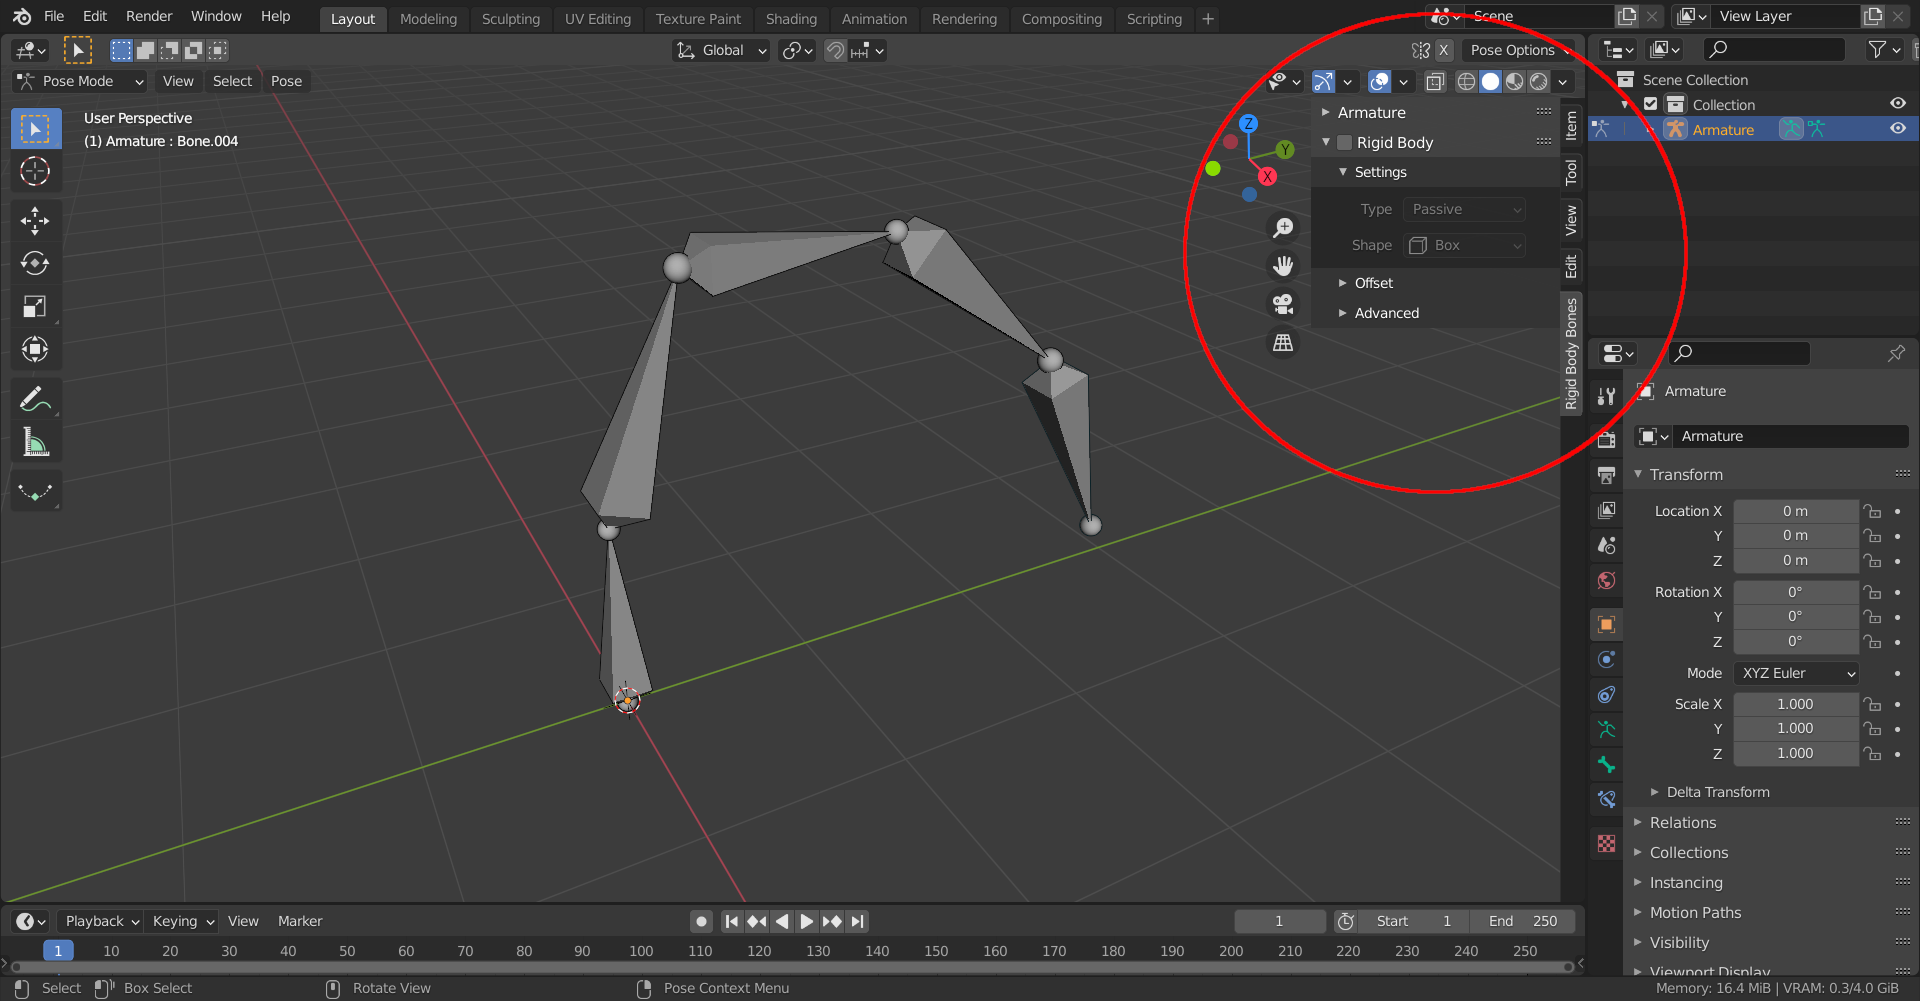 File Edit Render Window Help Layout Modeling Sculpting UV Editing Texture Paint Shading Animation Rendering Compositing Scripting + Scene View Layer
Global X Pose Options
Pose Mode View Select Pose
User Perspective
(1) Armature : Bone.004
Z
Y
X
Armature
Rigid Body
Settings
Type Passive
Shape Box
Offset
Advanced
Item
Tool
View
Edit
Rigid Body Bones
Scene Collection
Collection
Armature
Armature
Armature
Transform
Location X 0 m
Y 0 m
Z 0 m
Rotation X 0°
Y 0°
Z 0°
Mode XYZ Euler
Scale X 1.000
Y 1.000
Z 1.000
Delta Transform
Relations
Collections
Instancing
Motion Paths
Visibility
Viewport Display
Playback Keying View Marker 1 Start 1 End 250
1 10 20 30 40 50 60 70 80 90 100 110 120 130 140 150 160 170 180 190 200 210 220 230 240 250
Select Box Select Rotate View Pose Context Menu Memory: 16.4 MiB | VRAM: 0.3/4.0 GiB